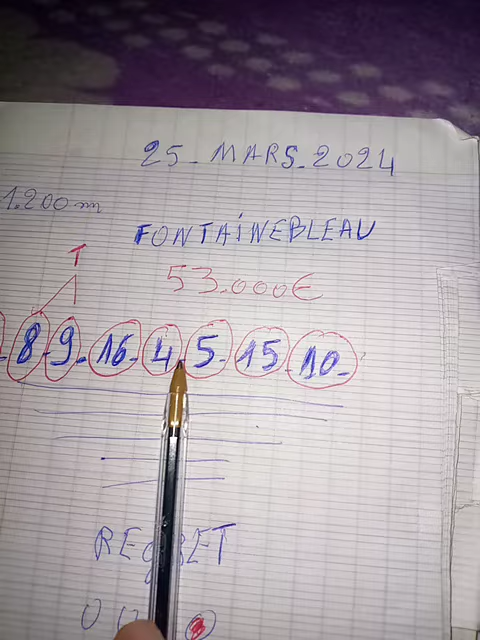 25- MARS-2024
1.200 m
FONTAINEBLEAU
T
53.000€
8-9-16-4-5-15-10-
REGRET